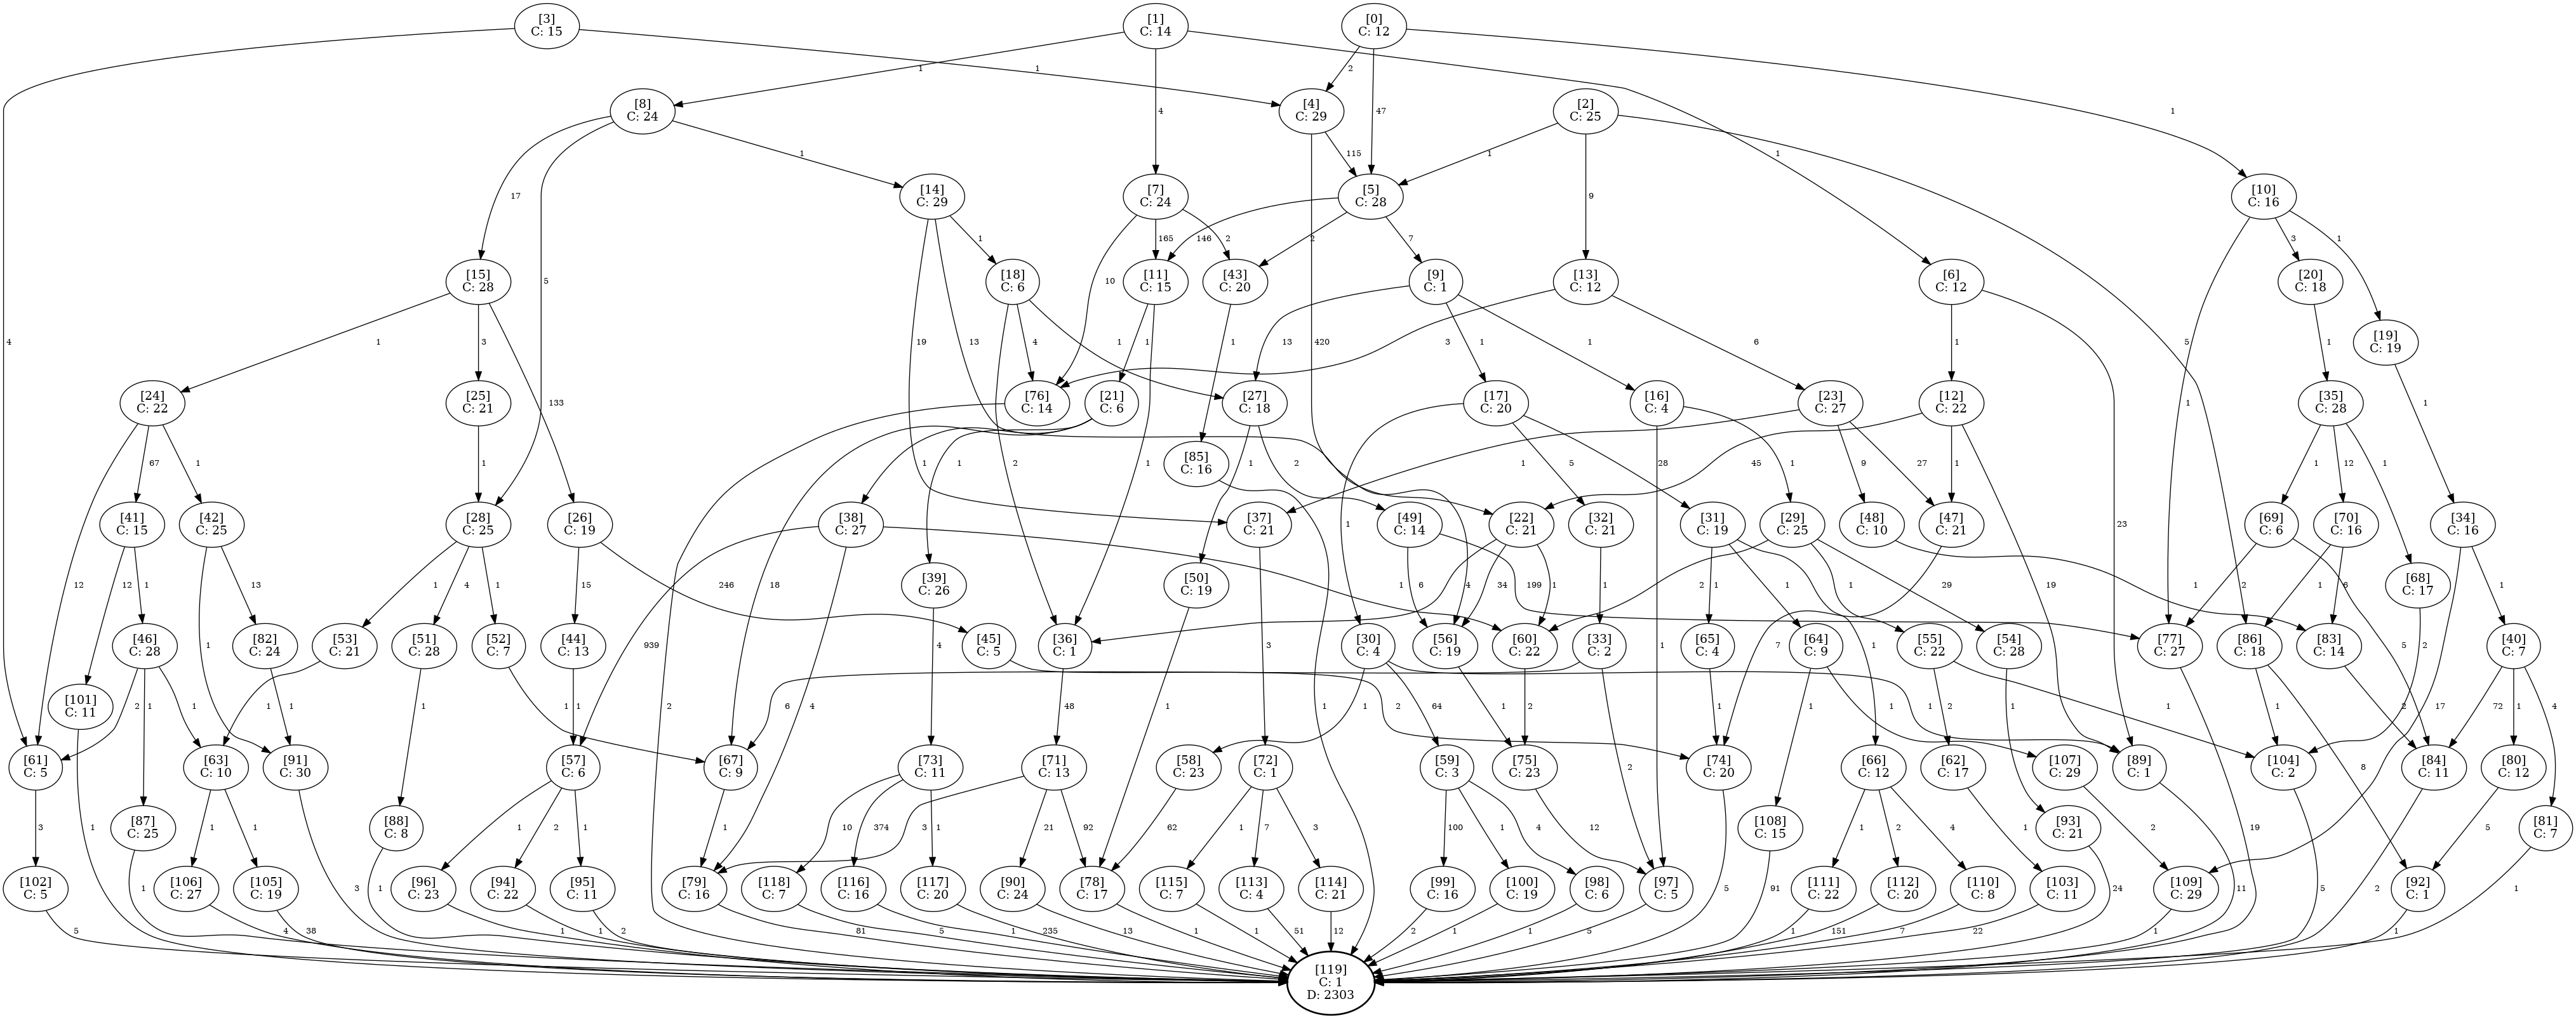 [3]
C: 15
[1]
C: 14
[0]
C: 12
1
1
2
47
1
4
1
1
[8]
C: 24
[4]
C: 29
[2]
C: 25
4
17
5
1
115
1
9
5
[14]
C: 29
[7]
C: 24
[5]
C: 28
[10]
C: 16
1
165
2
146
2
7
3
1
10
1
[15]
C: 28
[18]
C: 6
[11]
C: 15
[43]
C: 20
[9]
C: 1
[13]
C: 12
[6]
C: 12
[20]
C: 18
[19]
C: 19
1
3
133
19
13
4
1
1
1
1
420
13
1
1
3
6
1
23
1
[24]
C: 22
[25]
C: 21
[76]
C: 14
[21]
C: 6
[27]
C: 18
[17]
C: 20
[16]
C: 4
[23]
C: 27
[12]
C: 22
[35]
C: 28
1
12
67
1
1
2
1
1
18
1
[85]
C: 16
1
2
1
5
28
1
1
1
9
27
45
1
19
1
12
1
[41]
C: 15
[42]
C: 25
[28]
C: 25
[26]
C: 19
[38]
C: 27
[37]
C: 21
[49]
C: 14
[22]
C: 21
[32]
C: 21
[31]
C: 19
[29]
C: 25
[48]
C: 10
[47]
C: 21
[69]
C: 6
[70]
C: 16
[34]
C: 16
12
1
1
13
1
4
1
15
246
[39]
C: 26
939
4
1
[50]
C: 19
6
199
1
34
1
4
1
1
1
1
2
1
29
1
7
2
5
1
6
[68]
C: 17
17
1
[46]
C: 28
[82]
C: 24
[53]
C: 21
[51]
C: 28
[52]
C: 7
[44]
C: 13
[45]
C: 5
[36]
C: 1
[30]
C: 4
[56]
C: 19
[60]
C: 22
[33]
C: 2
[65]
C: 4
[64]
C: 9
[55]
C: 22
[54]
C: 28
[77]
C: 27
[86]
C: 18
[83]
C: 14
[40]
C: 7
[101]
C: 11
2
1
1
1
1
1
1
1
4
3
6
2
48
1
1
64
1
1
2
2
1
1
1
1
2
1
1
8
2
2
72
1
4
[61]
C: 5
[63]
C: 10
[91]
C: 30
[57]
C: 6
[67]
C: 9
[73]
C: 11
[71]
C: 13
[58]
C: 23
[72]
C: 1
[59]
C: 3
[75]
C: 23
[74]
C: 20
[66]
C: 12
[62]
C: 17
[107]
C: 29
[89]
C: 1
[104]
C: 2
[84]
C: 11
[80]
C: 12
[87]
C: 25
[88]
C: 8
[108]
C: 15
[93]
C: 21
[81]
C: 7
3
1
1
1
3
1
2
1
1
2
10
374
1
3
21
92
62
1
7
3
1
100
1
4
12
5
91
1
2
4
1
24
2
11
19
5
2
5
1
[102]
C: 5
[106]
C: 27
[105]
C: 19
[96]
C: 23
[94]
C: 22
[95]
C: 11
[79]
C: 16
[118]
C: 7
[116]
C: 16
[117]
C: 20
[90]
C: 24
[78]
C: 17
[115]
C: 7
[113]
C: 4
[114]
C: 21
[99]
C: 16
[100]
C: 19
[98]
C: 6
[97]
C: 5
[111]
C: 22
[112]
C: 20
[110]
C: 8
[103]
C: 11
[109]
C: 29
[92]
C: 1
5
4
38
1
1
2
81
5
1
235
13
1
1
51
12
2
1
1
5
1
151
7
22
1
1
[119]
C: 1
D: 2303